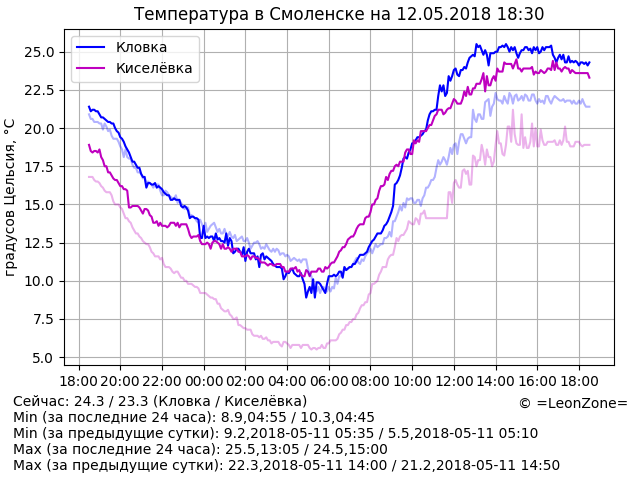 Температура в Смоленске на 12.05.2018 18:30
Кловка
Киселёвка
градусов Цельсия, °C
25.0
22.5
20.0
17.5
15.0
12.5
10.0
7.5
5.0
18:00 20:00 22:00 00:00 02:00 04:00 06:00 08:00 10:00 12:00 14:00 16:00 18:00
Сейчас: 24.3 / 23.3 (Кловка / Киселёвка)
© =LeonZone=
Min (за последние 24 часа): 8.9,04:55 / 10.3,04:45
Min (за предыдущие сутки): 9.2,2018-05-11 05:35 / 5.5,2018-05-11 05:10
Max (за последние 24 часа): 25.5,13:05 / 24.5,15:00
Max (за предыдущие сутки): 22.3,2018-05-11 14:00 / 21.2,2018-05-11 14:50